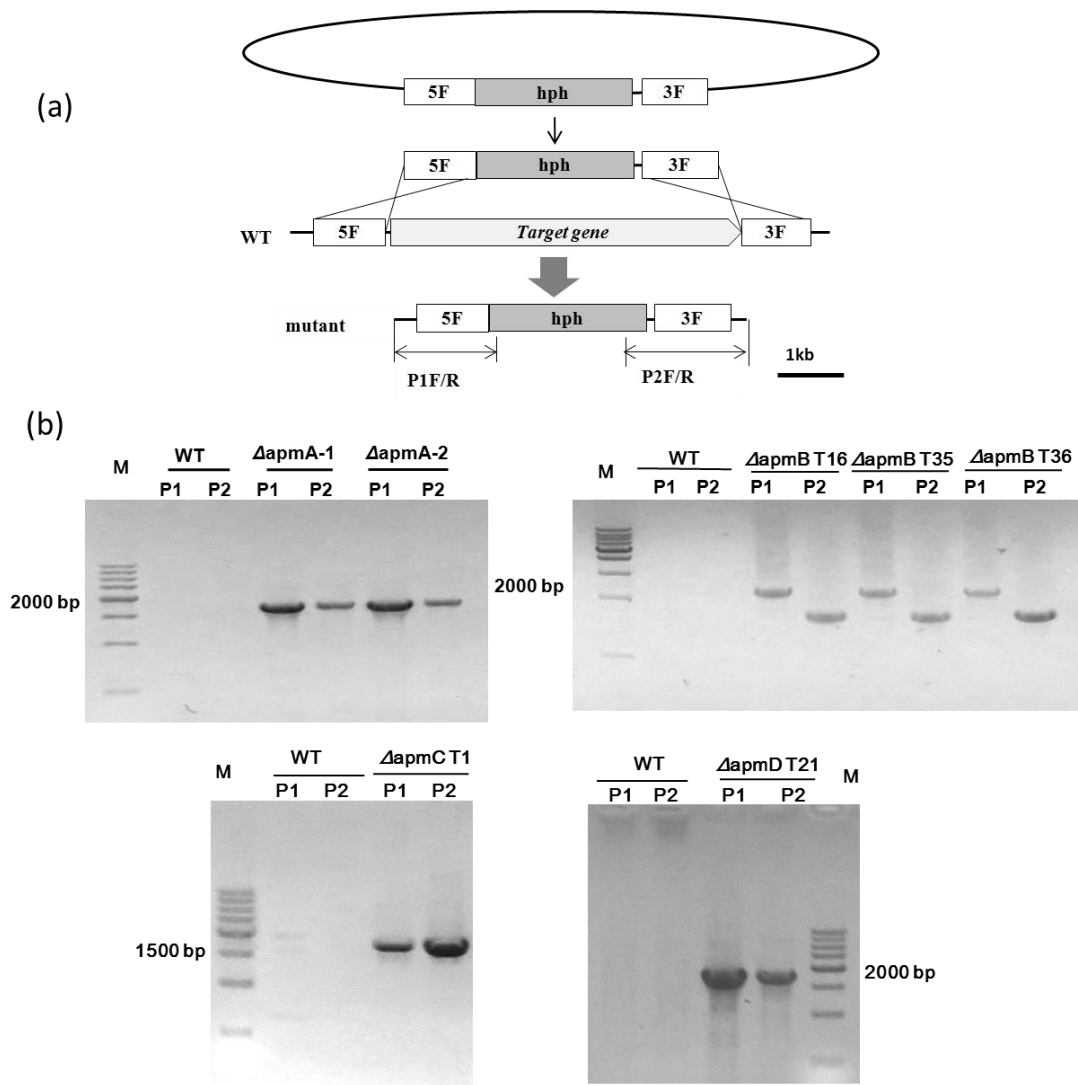 (a)
5F hph 3F
5F hph 3F
WT 5F Target gene 3F
mutant 5F hph 3F
P1F/R P2F/R 1kb
(b)
M WT ΔapmA-1 ΔapmA-2
P1 P2 P1 P2 P1 P2
2000 bp
M WT ΔapmB T16 ΔapmB T35 ΔapmB T36
P1 P2 P1 P2 P1 P2 P1 P2
2000 bp
M WT ΔapmC T1
P1 P2 P1 P2
1500 bp
WT ΔapmD T21 M
P1 P2 P1 P2
2000 bp